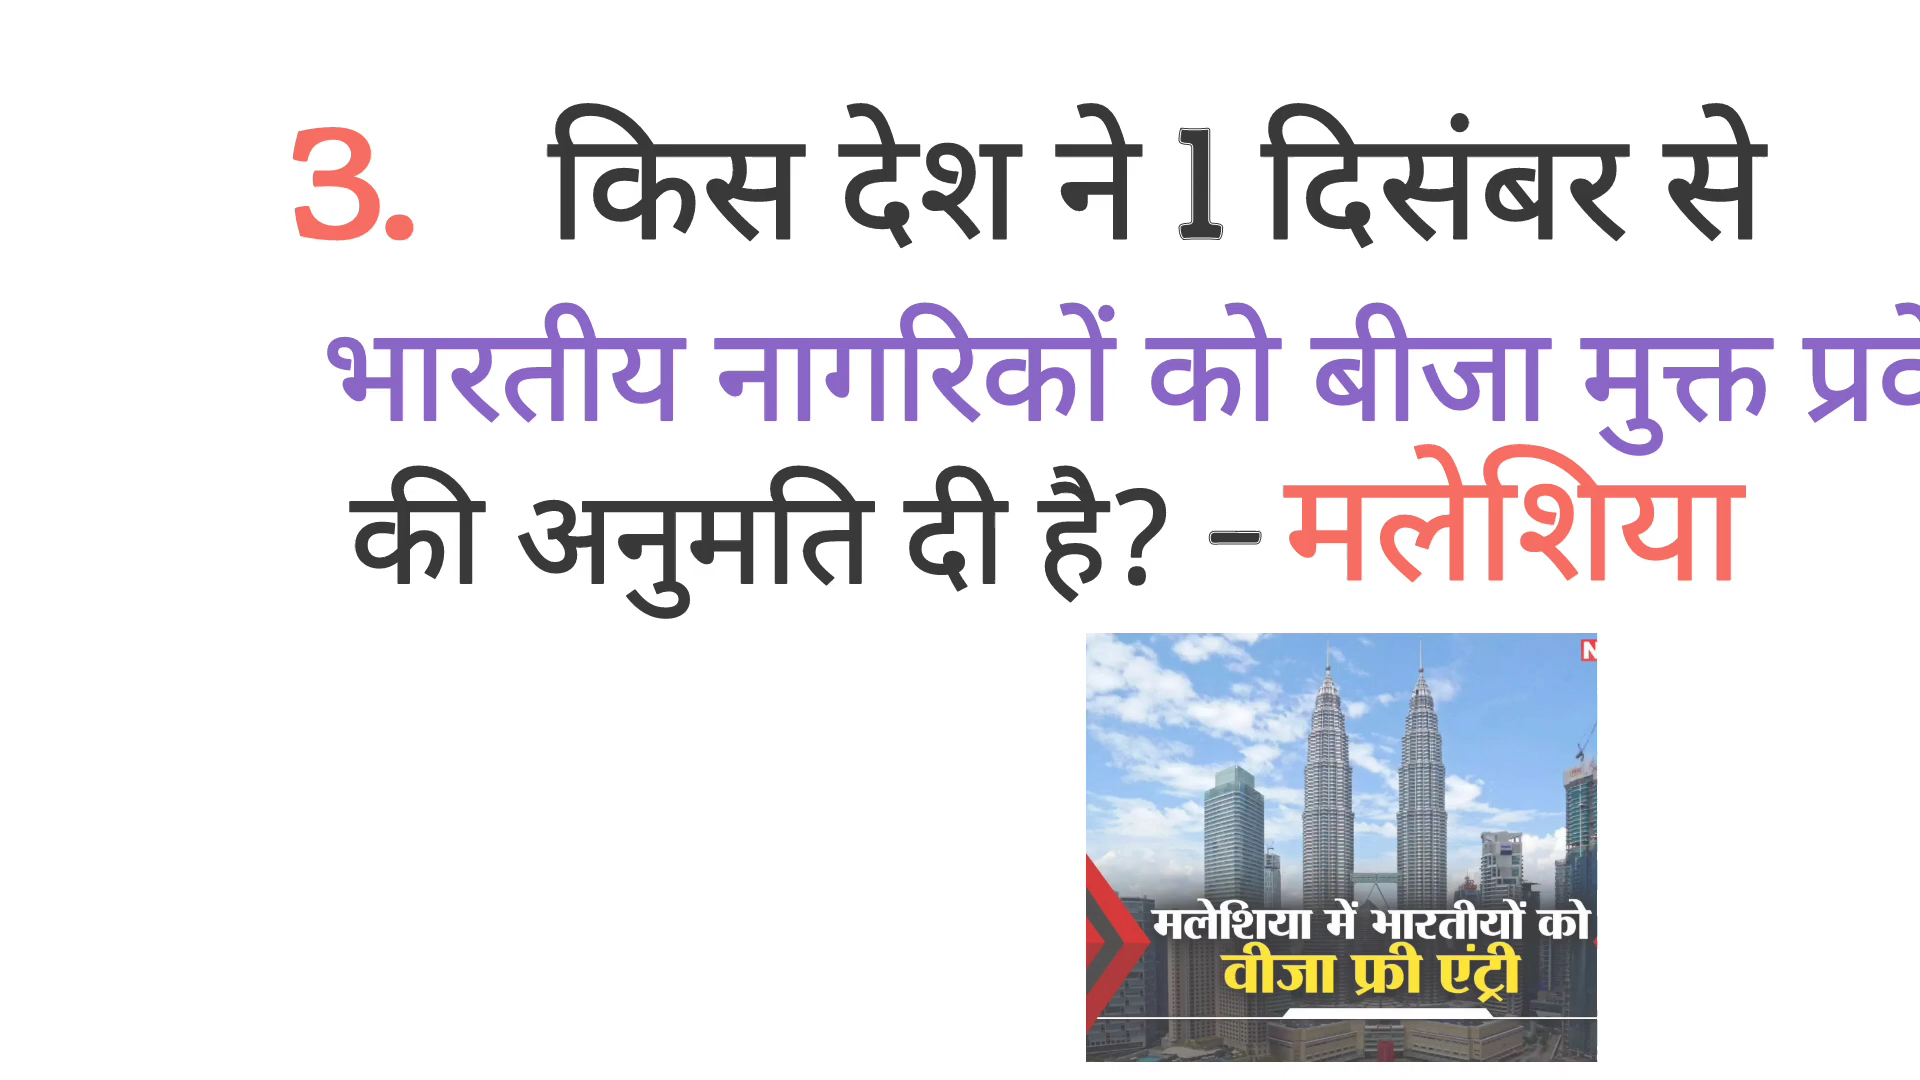 3. किस देश ने 1 दिसंबर से
भारतीय नागरिकों को बीजा मुक्त
की अनुमति दी है? - मलेशिया
मलेशिया में भारतीयों को
वीजा फ्री एंट्री